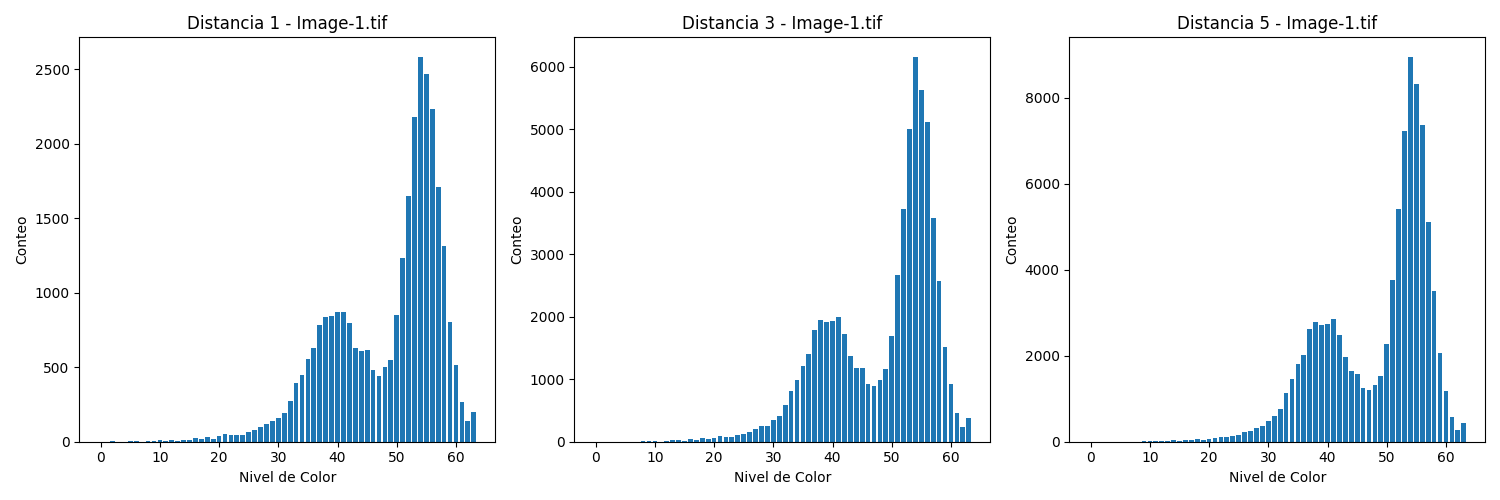 Distancia 1 - Image-1.tif
Conteo
2500
2000
1500
1000
500
0
0 10 20 30 40 50 60
Nivel de Color
Distancia 3 - Image-1.tif
Conteo
6000
5000
4000
3000
2000
1000
0
0 10 20 30 40 50 60
Nivel de Color
Distancia 5 - Image-1.tif
Conteo
8000
6000
4000
2000
0
0 10 20 30 40 50 60
Nivel de Color